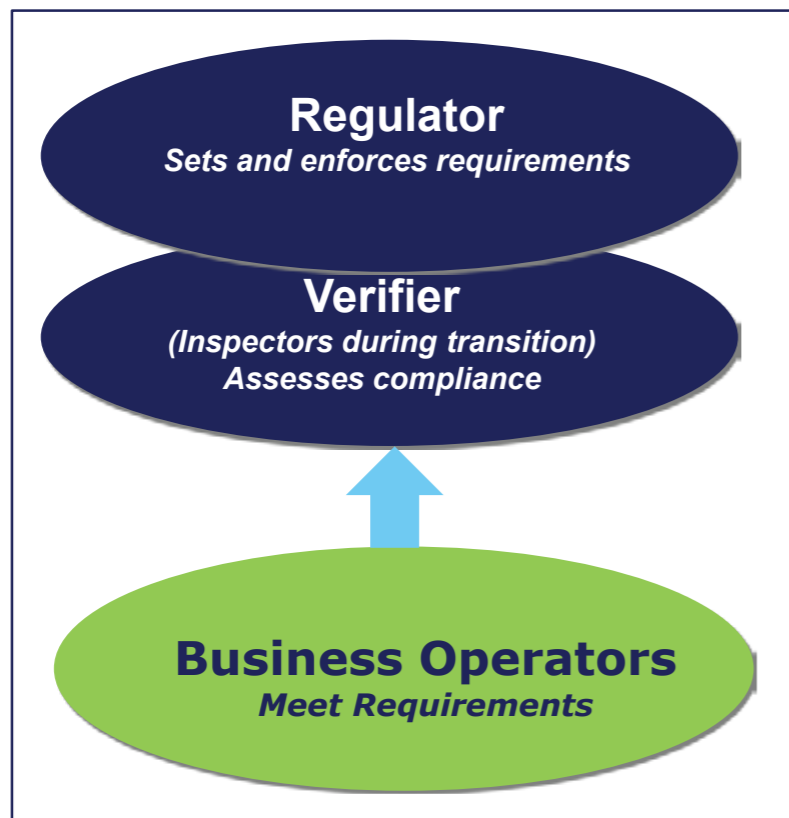 Regulator
Sets and enforces requirements
Verifier
(Inspectors during transition)
Assesses compliance
Business Operators
Meet Requirements